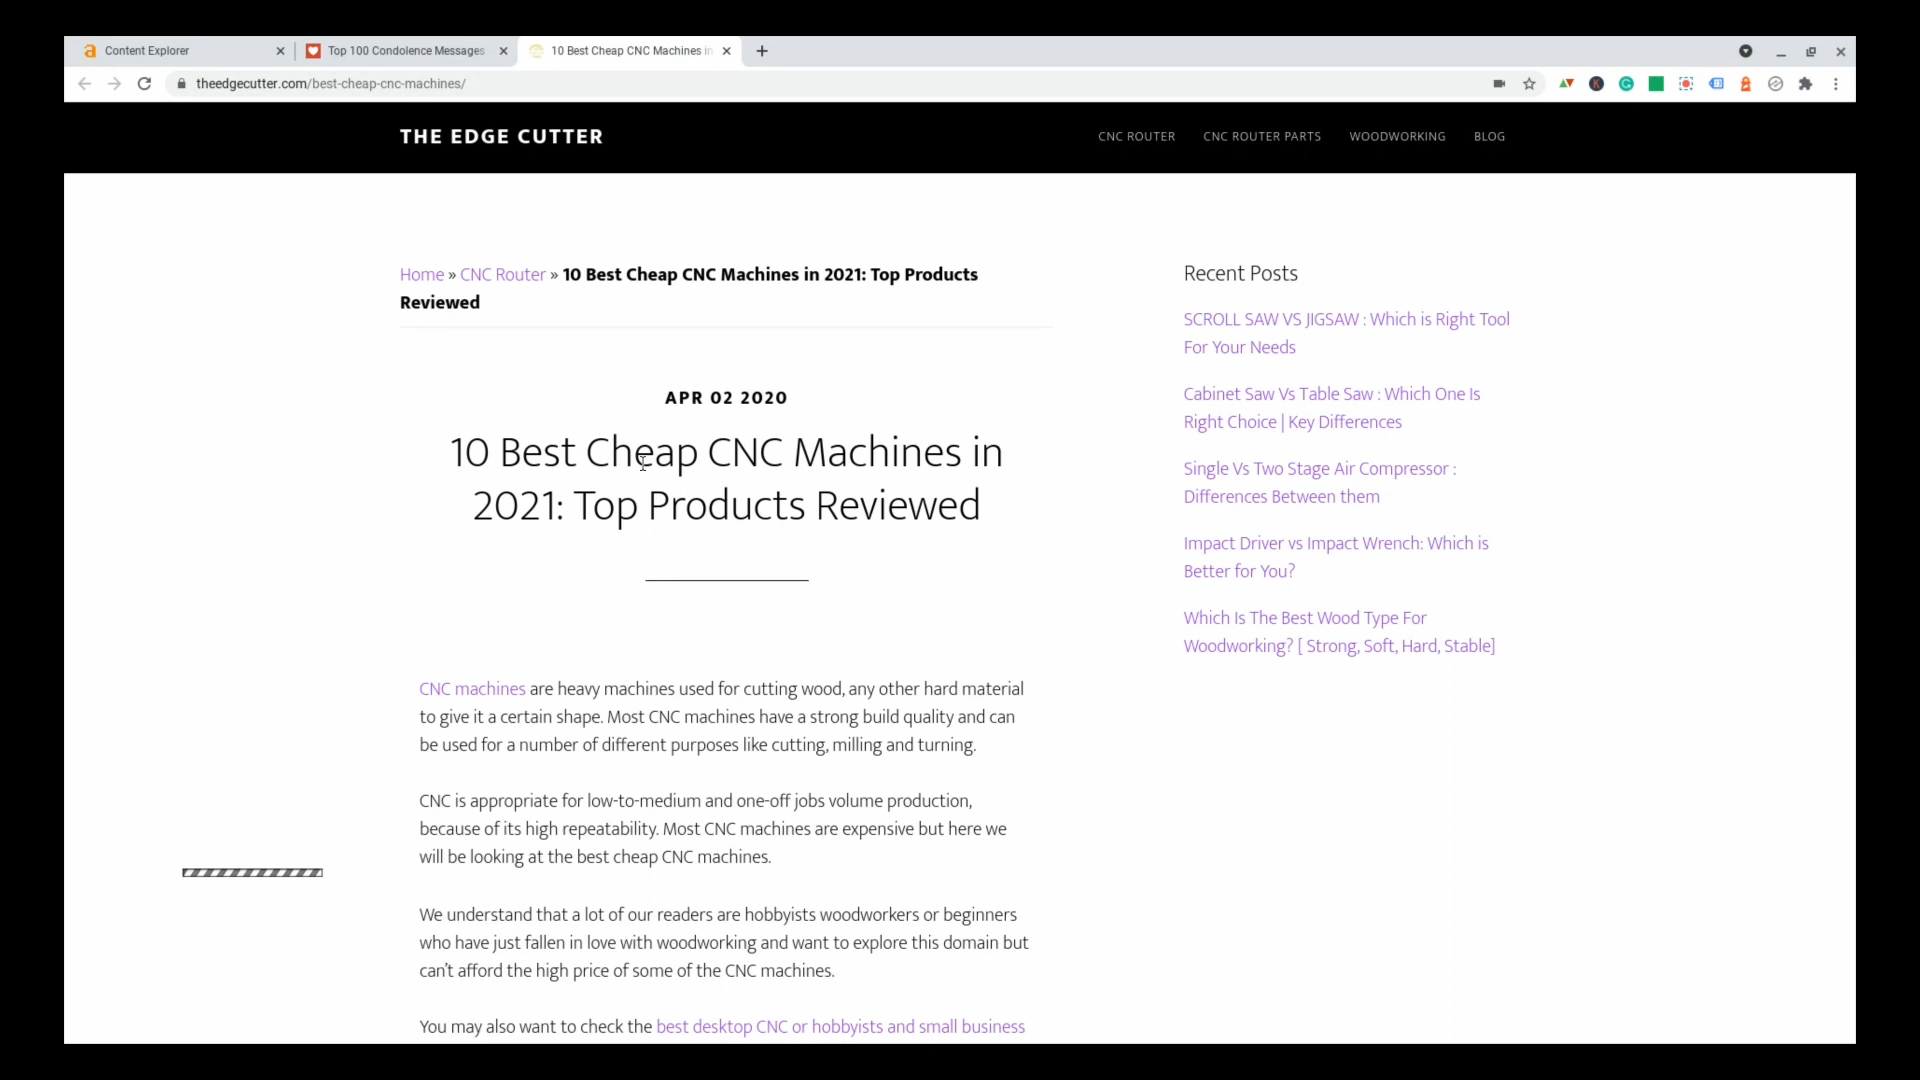 Content Explorer
Top 100 Condolence Messages
10 Best Cheap CNC Machines in
theedgecutter.com/best-cheap-cnc-machines/
THE EDGE CUTTER
CNC ROUTER
CNC ROUTER PARTS
WOODWORKING
BLOG
Home » CNC Router » 10 Best Cheap CNC Machines in 2021: Top Products
Reviewed
APR 02 2020
10 Best Cheap CNC Machines in
2021: Top Products Reviewed
CNC machines are heavy machines used for cutting wood, any other hard material
to give it a certain shape. Most CNC machines have a strong build quality and can
be used for a number of different purposes like cutting, milling and turning.
CNC is appropriate for low-to-medium and one-off jobs volume production,
because of its high repeatability. Most CNC machines are expensive but here we
will be looking at the best cheap CNC machines.
We understand that a lot of our readers are hobbyists woodworkers or beginners
who have just fallen in love with woodworking and want to explore this domain but
can't afford the high price of some of the CNC machines.
You may also want to check the best desktop CNC or hobbyists and small business
Recent Posts
SCROLL SAW VS JIGSAW : Which is Right Tool
For Your Needs
Cabinet Saw Vs Table Saw : Which One Is
Right Choice | Key Differences
Single Vs Two Stage Air Compressor :
Differences Between them
Impact Driver vs Impact Wrench: Which is
Better for You?
Which Is The Best Wood Type For
Woodworking? [ Strong, Soft, Hard, Stable]